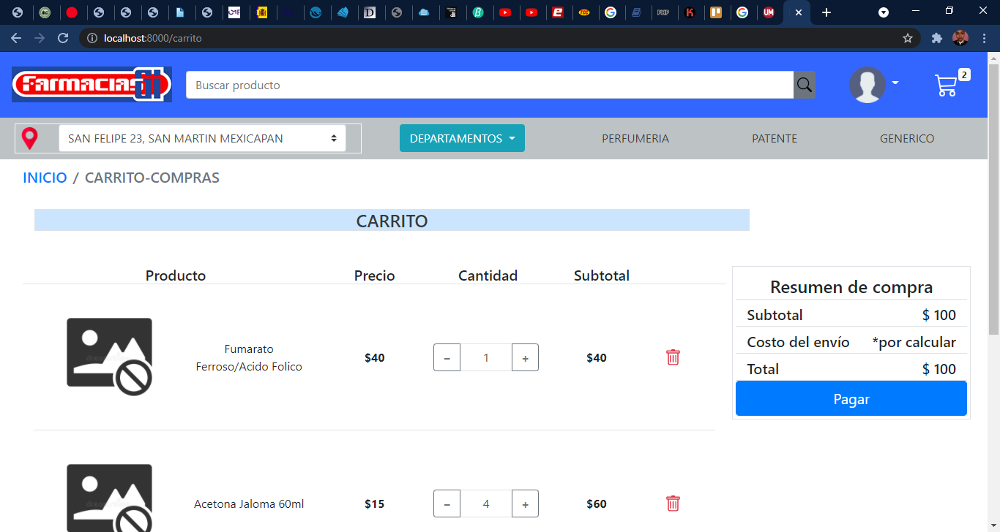 localhost:8000/carrito
Farmacias
Buscar producto
2
SAN FELIPE 23, SAN MARTIN MEXICAPAN
DEPARTAMENTOS
PERFUMERIA
PATENTE
GENERICO
INICIO / CARRITO-COMPRAS
CARRITO
Producto Precio Cantidad Subtotal
Fumarato
Ferroso/Acido Folico
$40
− 1 +
$40
Acetona Jaloma 60ml
$15
− 4 +
$60
Resumen de compra
Subtotal $ 100
Costo del envío *por calcular
Total $ 100
Pagar